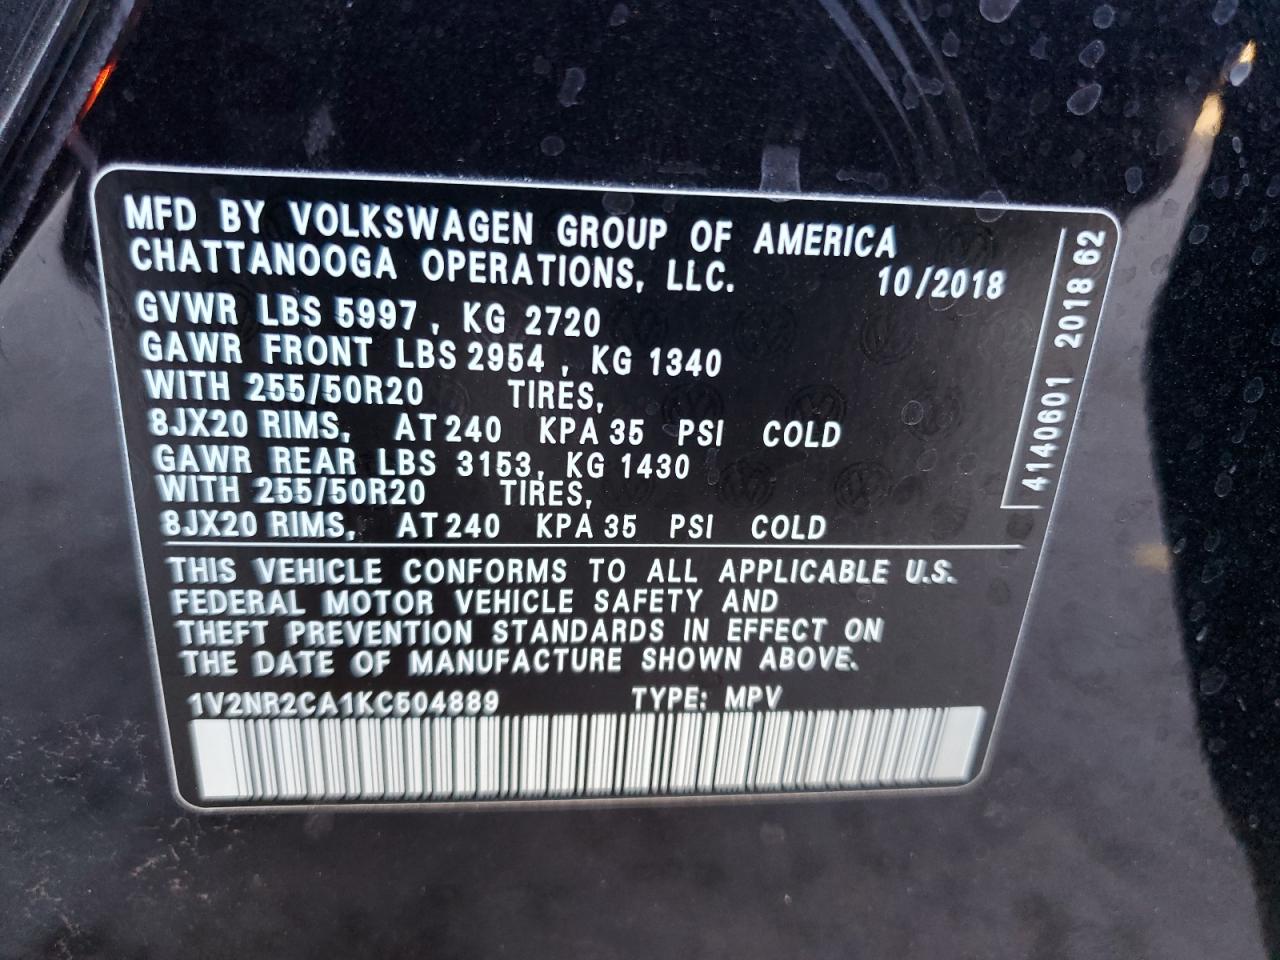 MFD BY VOLKSWAGEN GROUP OF AMERICA
CHATTANOOGA OPERATIONS, LLC. 10/2018
GVWR LBS 5997, KG 2720
GAWR FRONT LBS 2954, KG 1340
WITH 255/50R20 TIRES,
8JX20 RIMS, AT 240 KPA 35 PSI COLD
GAWR REAR LBS 3153, KG 1430
WITH 255/50R20 TIRES,
8JX20 RIMS, AT 240 KPA 35 PSI COLD
THIS VEHICLE CONFORMS TO ALL APPLICABLE U.S.
FEDERAL MOTOR VEHICLE SAFETY AND
THEFT PREVENTION STANDARDS IN EFFECT ON
THE DATE OF MANUFACTURE SHOWN ABOVE.
1V2NR2CA1KC504889 TYPE: MPV
4140601 2018 62